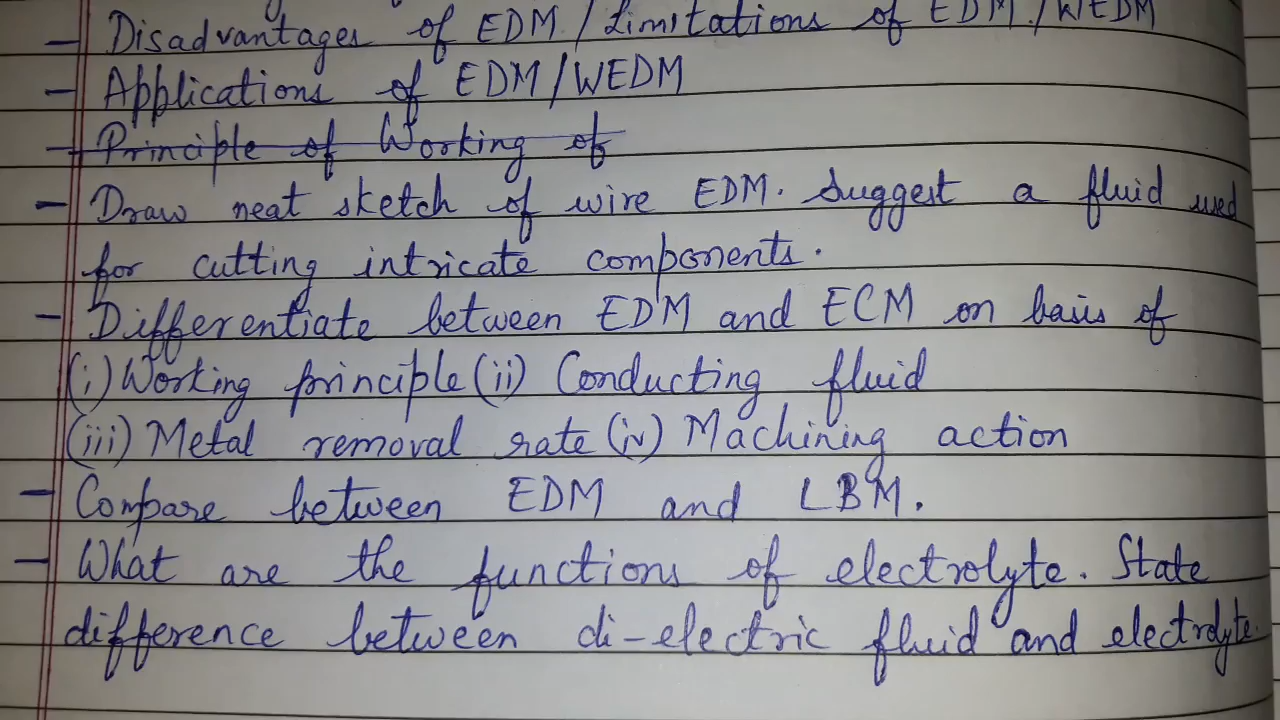 - Disadvantages of EDM / Limitations of EDM / WEDM
- Applications of EDM/WEDM
- Principle of Working of
- Draw neat sketch of wire EDM. Suggest a fluid used
for cutting intricate components.
- Differentiate between EDM and ECM on basis of
(i) Working principle (ii) Conducting fluid
(iii) Metal removal rate (iv) Machining action
- Compare between EDM and LBM.
- What are the functions of electrolyte. State
difference between di-electric fluid and electrolyte.